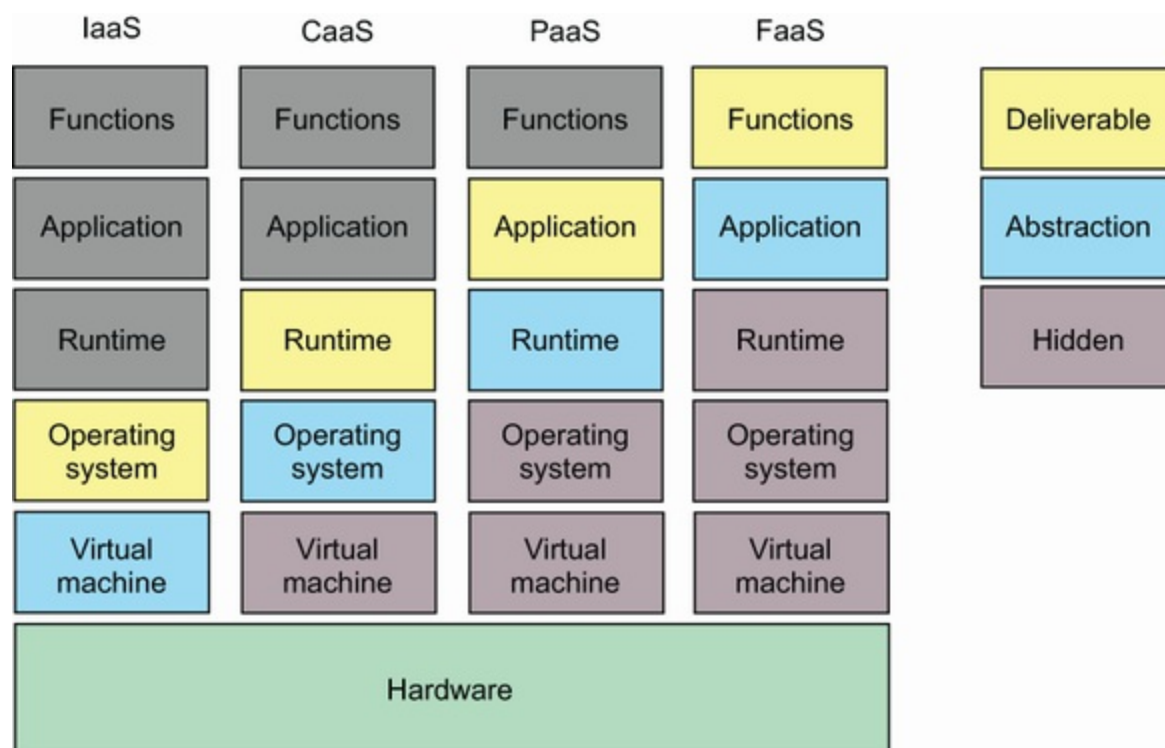 IaaS CaaS PaaS FaaS
Functions Functions Functions Functions Deliverable
Application Application Application Application Abstraction
Runtime Runtime Runtime Runtime Hidden
Operating Operating Operating Operating
system system system system
Virtual Virtual Virtual Virtual
machine machine machine machine
Hardware